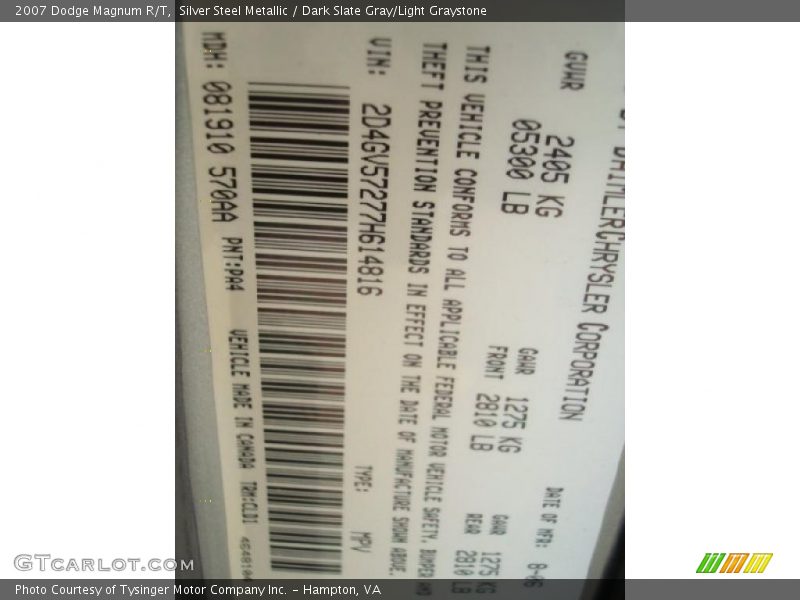 2007 Dodge Magnum R/T, Silver Steel Metallic / Dark Slate Gray/Light Graystone
DAIMLERCHRYSLER CORPORATION
DATE OF MFR: 8-06
GVWR 2405 KG
05300 LB
GAWR 1275 KG
FRONT 2810 LB
GAWR 1275 KG
REAR 2810 LB
THIS VEHICLE CONFORMS TO ALL APPLICABLE FEDERAL MOTOR VEHICLE SAFETY, BUMPER AND
THEFT PREVENTION STANDARDS IN EFFECT ON THE DATE OF MANUFACTURE SHOWN ABOVE.
VIN: 2D4GV57277H614816 TYPE: MPV
MDH: 081910 570AA PNT:PA4 VEHICLE MADE IN CANADA TRM:CLD1
GTCarlot.com
Photo Courtesy of Tysinger Motor Company Inc. - Hampton, VA